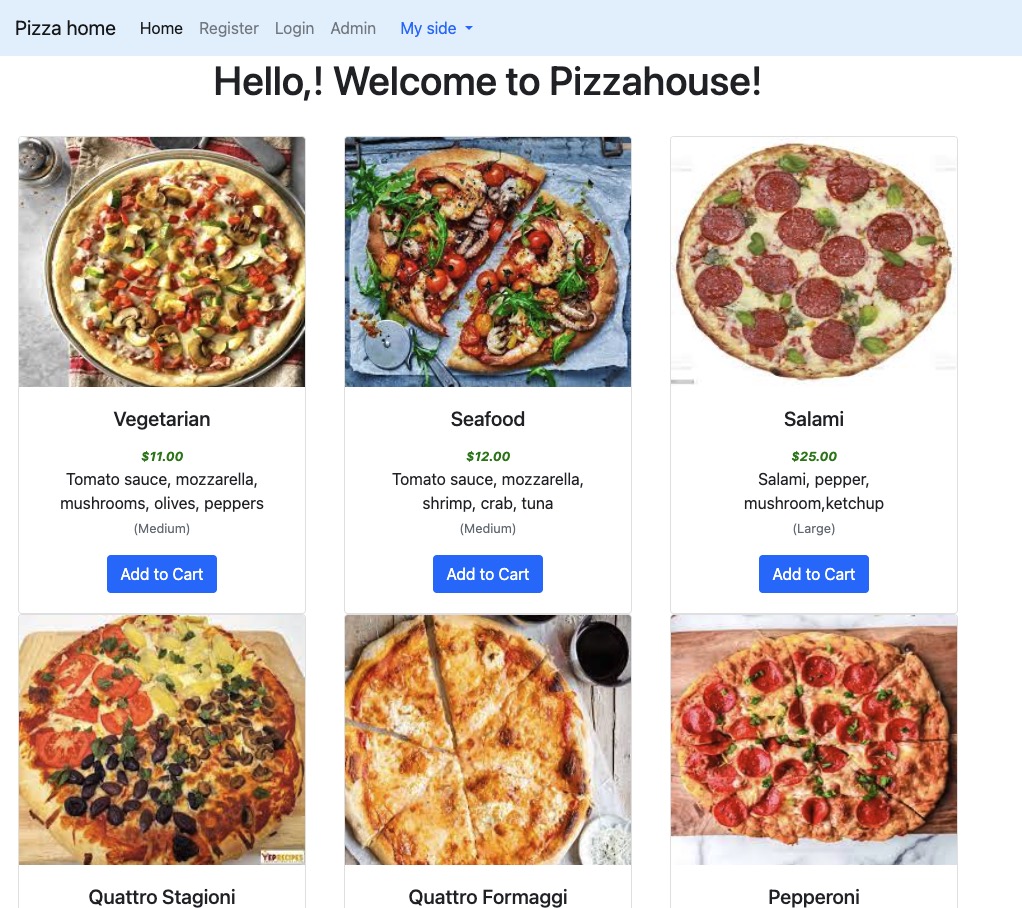 Pizza home Home Register Login Admin My side
Hello,! Welcome to Pizzahouse!
Vegetarian
$11.00
Tomato sauce, mozzarella,
mushrooms, olives, peppers
(Medium)
Add to Cart
Seafood
$12.00
Tomato sauce, mozzarella,
shrimp, crab, tuna
(Medium)
Add to Cart
Salami
$25.00
Salami, pepper,
mushroom,ketchup
(Large)
Add to Cart
YEPRECIPES
Quattro Stagioni
Quattro Formaggi
Pepperoni